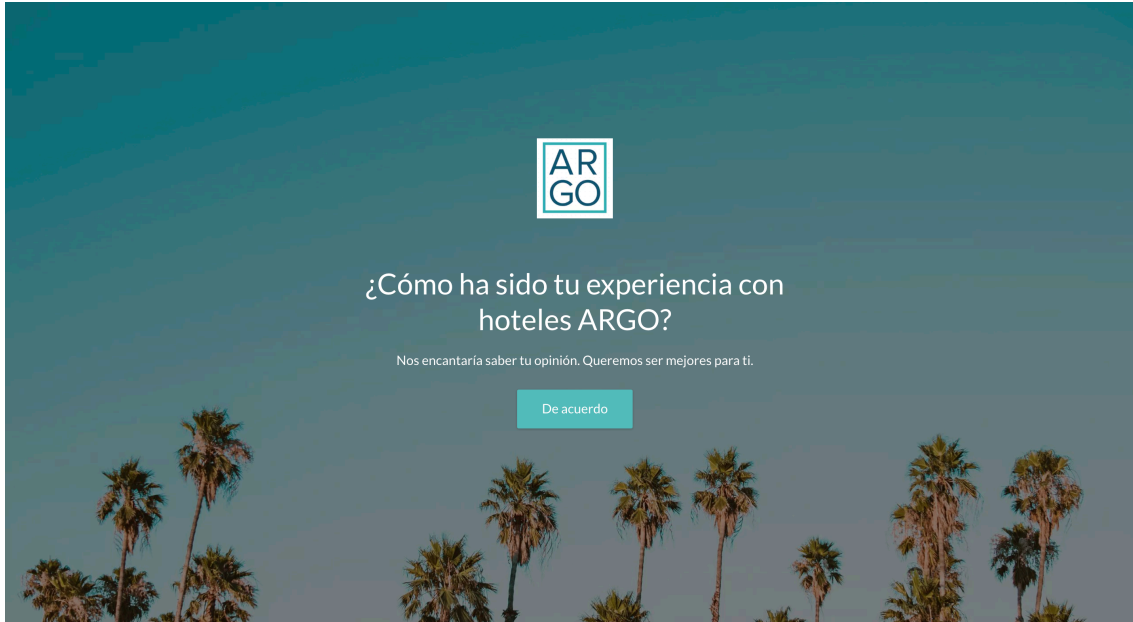 AR
GO
¿Cómo ha sido tu experiencia con
hoteles ARGO?
Nos encantaría saber tu opinión. Queremos ser mejores para ti.
De acuerdo